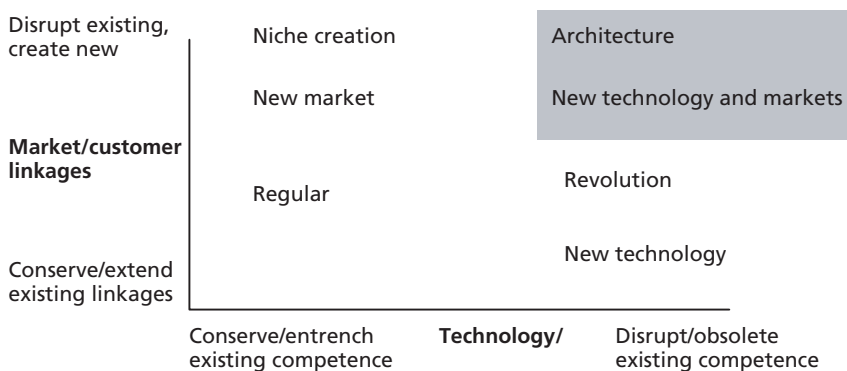 Disrupt existing,
create new
Niche creation
Architecture
New market
New technology and markets
Market/customer
linkages
Regular
Revolution
New technology
Conserve/extend
existing linkages
Conserve/entrench
existing competence
Technology/
Disrupt/obsolete
existing competence